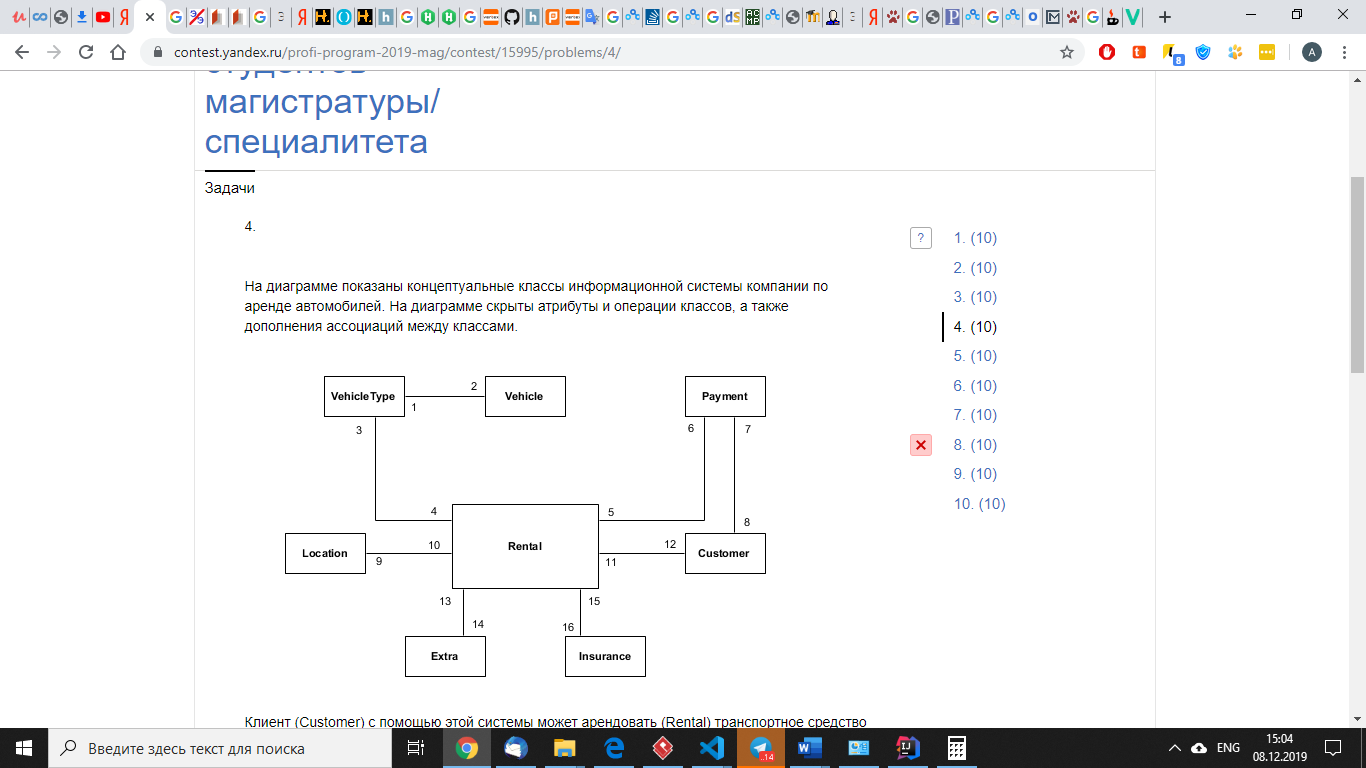 contest.yandex.ru/profi-program-2019-mag/contest/15995/problems/4/
студентов
магистратуры/
специалитета
Задачи
4.
На диаграмме показаны концептуальные классы информационной системы компании по
аренде автомобилей. На диаграмме скрыты атрибуты и операции классов, а также
дополнения ассоциаций между классами.
VehicleType
1
2
Vehicle
Payment
3
6
7
4
5
8
Location
9
10
Rental
11
12
Customer
13
15
14
16
Extra
Insurance
Клиент (Customer) с помощью этой системы может арендовать (Rental) транспортное средство
?
1. (10)
2. (10)
3. (10)
4. (10)
5. (10)
6. (10)
7. (10)
8. (10)
9. (10)
10. (10)
Введите здесь текст для поиска
ENG
15:04
08.12.2019